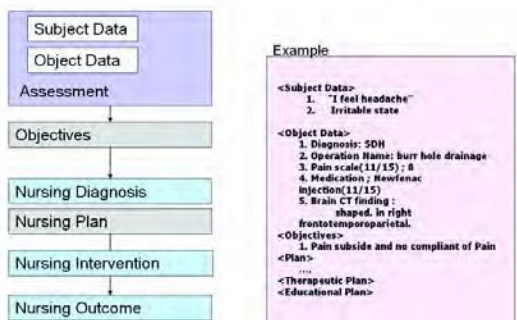 Subject Data
Object Data
Assessment
Objectives
Nursing Diagnosis
Nursing Plan
Nursing Intervention
Nursing Outcome
Example
<Subject Data>
1. "I feel headache"
2. Irritable state
<Object Data>
1. Diagnosis: SDH
2. Operation Name: burr hole drainage
3. Pain scale(11/15) ; 8
4. Medication ; Newfenac
injection(11/15)
5. Brain CT finding :
shaped. in right
frontotemporoparietal.
<Objectives>
1. Pain subside and no compliant of Pain
<Plan>
....
<Therapeutic Plan>
<Educational Plan>